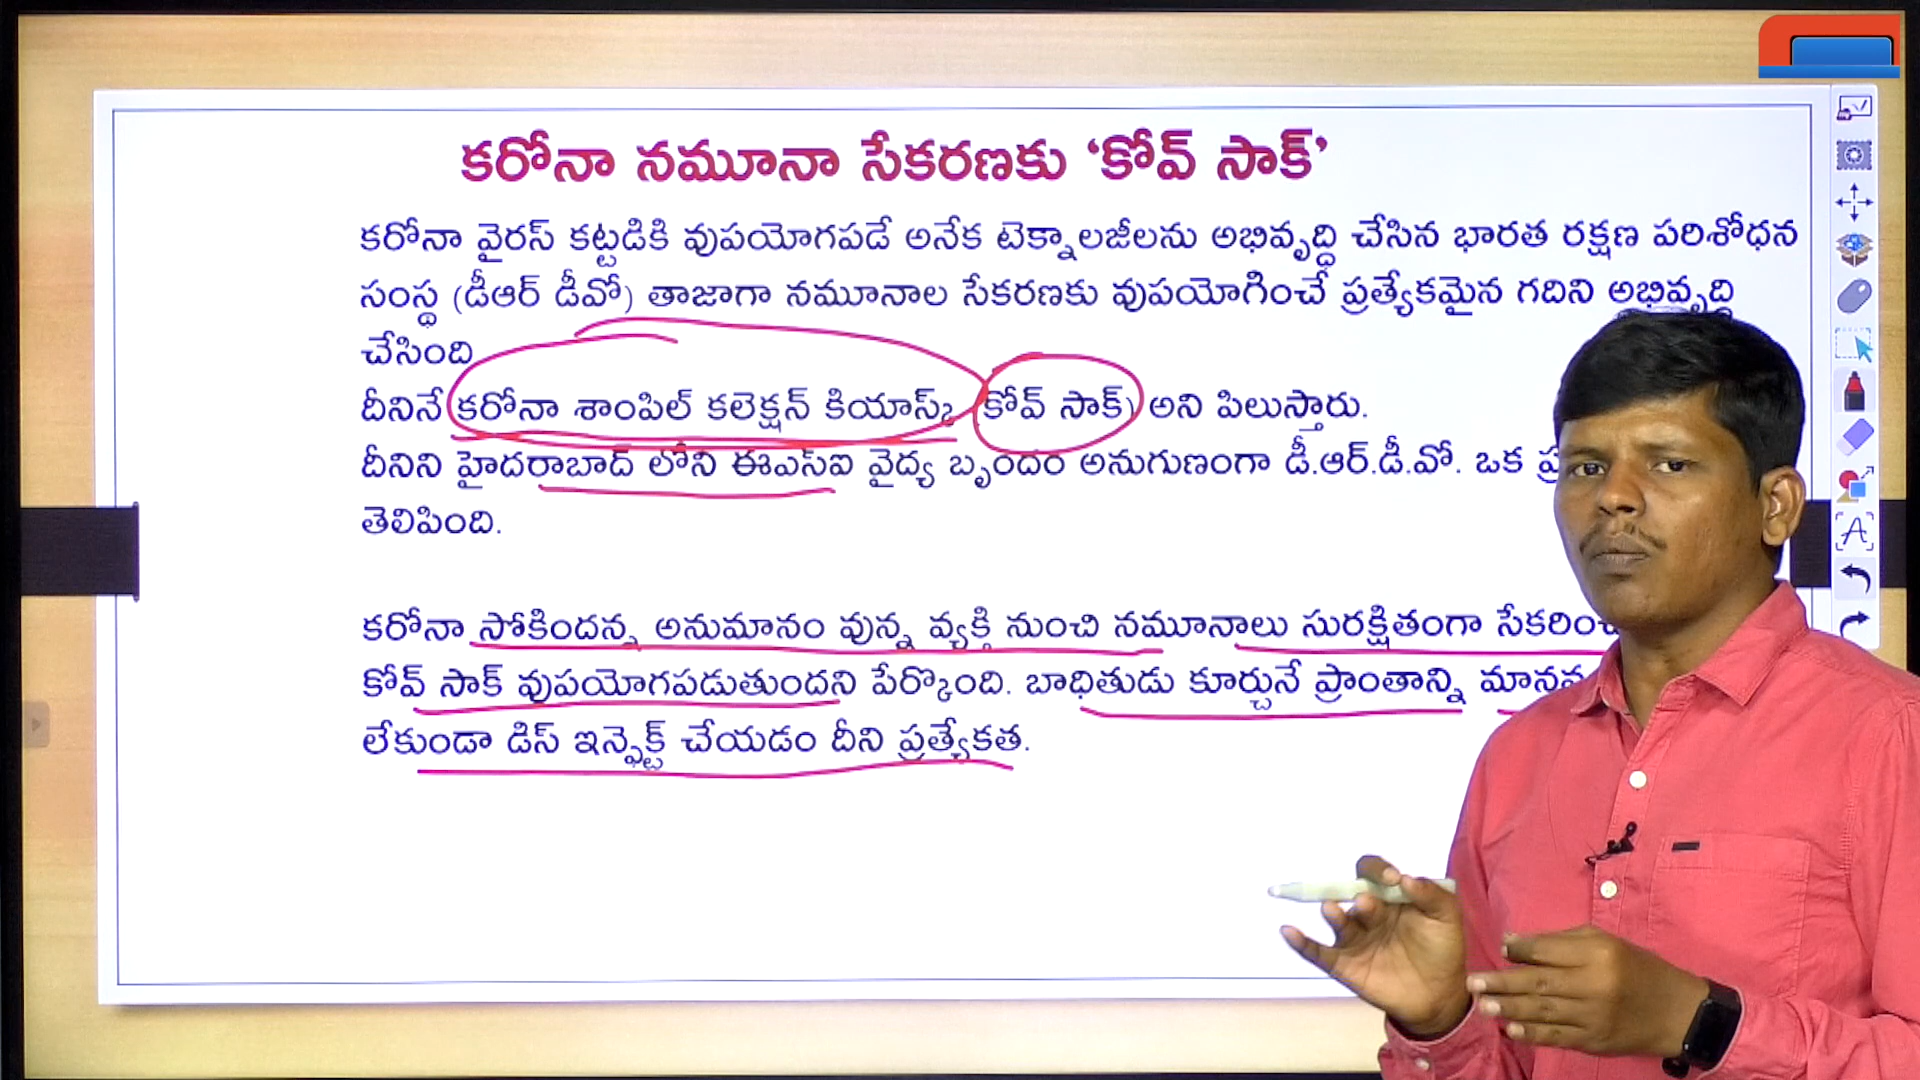 కరోనా నమూనా సేకరణకు ‘కోవ్ సాక్’
కరోనా వైరస్ కట్టడికి వుపయోగపడే అనేక టెక్నాలజీలను అభివృద్ధి చేసిన భారత రక్షణ పరిశోధన
సంస్థ (డీఆర్ డీవో) తాజాగా నమూనాల సేకరణకు వుపయోగించే ప్రత్యేకమైన గదిని అభివృద్ధి
చేసింది
దీనినే కరోనా శాంపిల్ కలెక్షన్ కియాస్క్ కోవ్ సాక్) అని పిలుస్తారు.
దీనిని హైదరాబాద్ లోని ఈఎస్ఐ వైద్య బృందం అనుగుణంగా డీ.ఆర్.డీ.వో. ఒక
తెలిపింది.
కరోనా సోకిందన్న అనుమానం వున్న వ్యక్తి నుంచి నమూనాలు సురక్షితంగా
కోవ్ సాక్ వుపయోగపడుతుందని పేర్కొంది. బాధితుడు కూర్చునే ప్రాంతాన్ని
లేకుండా డిస్ ఇన్ఫెక్ట్ చేయడం దీని ప్రత్యేకత.